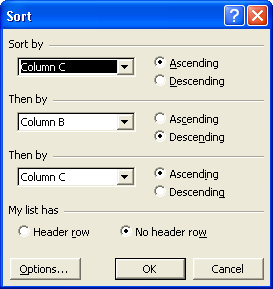 Sort
Sort by
Column C
Ascending
Descending
Then by
Column B
Ascending
Descending
Then by
Column C
Ascending
Descending
My list has
Header row
No header row
Options...
OK
Cancel